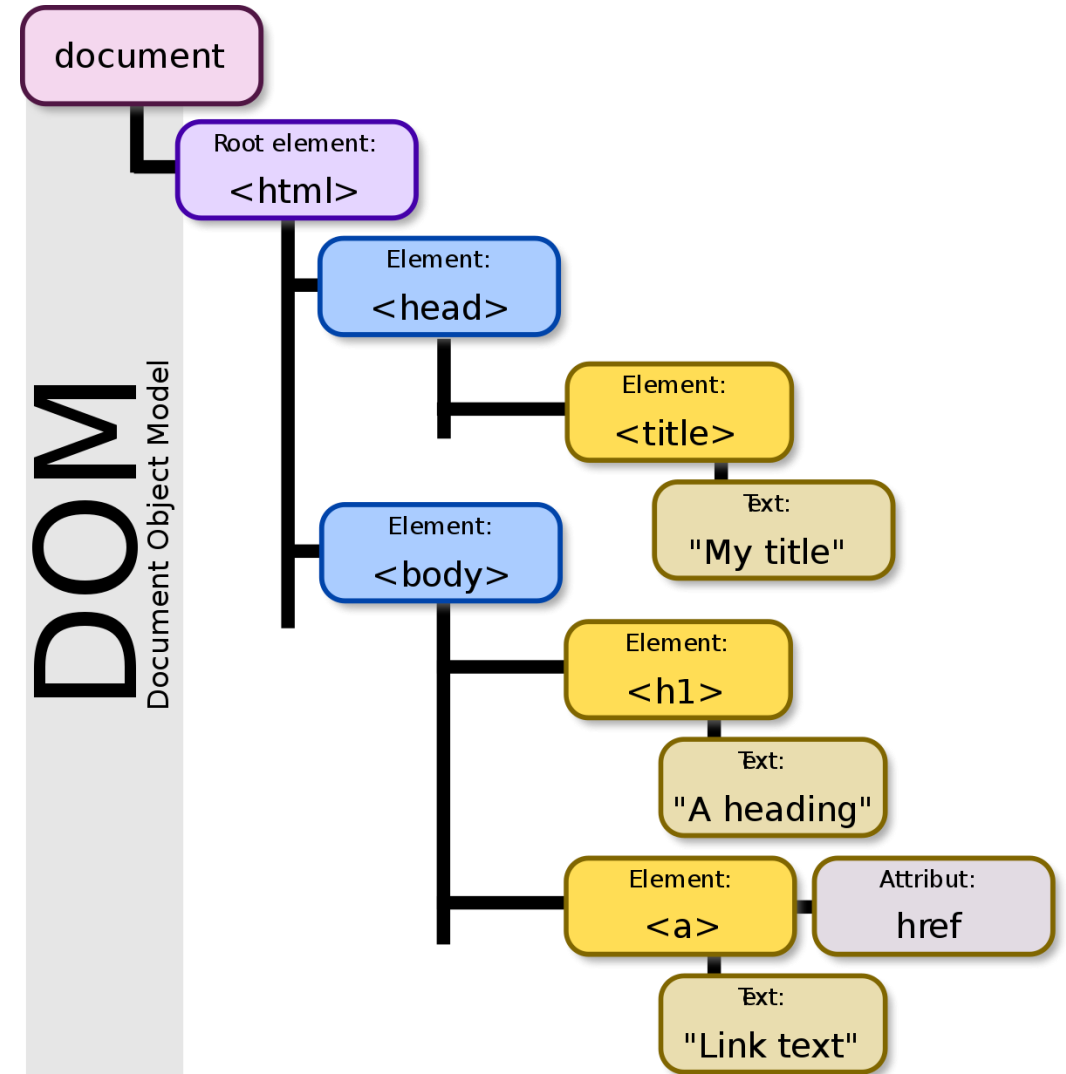 document
Root element:
<html>
Element:
<head>
Element:
<title>
Text:
"My title"
Element:
<body>
Element:
<h1>
Text:
"A heading"
Element:
<a>
Attribut:
href
Text:
"Link text"
DOM
Document Object Model